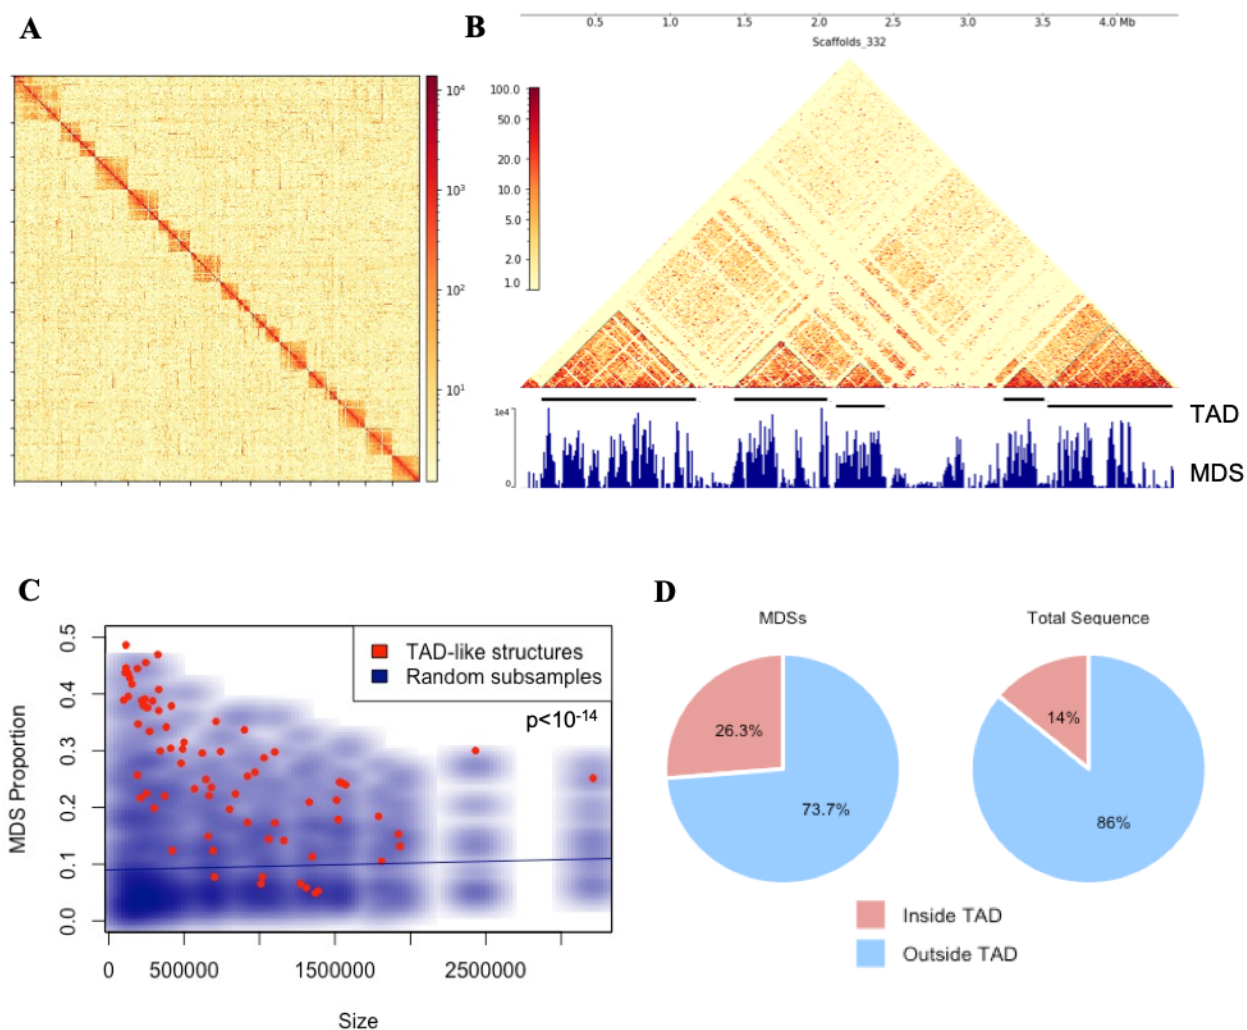 A
B
0.5 1.0 1.5 2.0 2.5 3.0 3.5 4.0 Mb
Scaffolds_332
10⁴
10³
10²
10¹
100.0
50.0
20.0
10.0
5.0
2.0
1.0
TAD
1e4
0
MDS
C
0.5
0.4
0.3
0.2
0.1
0.0
MDS Proportion
TAD-like structures
Random subsamples
p<10⁻¹⁴
0 500000 1500000 2500000
Size
D
MDSs
Total Sequence
26.3%
73.7%
14%
86%
Inside TAD
Outside TAD